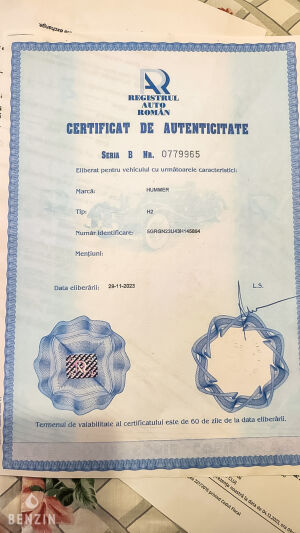 REGISTRUL
AUTO
ROMÂN
CERTIFICAT DE AUTENTICITATE
SERIA B NR. 0779965
Eliberat pentru vehiculul cu următoarele caracteristici:
Marcă: HUMMER
Tip: H2
Număr identificare:
Mențiuni:
Data eliberării: 29-11-2023 L.S.
Termenul de valabilitate al certificatului este de 60 de zile de la data eliberării.
BENZIN